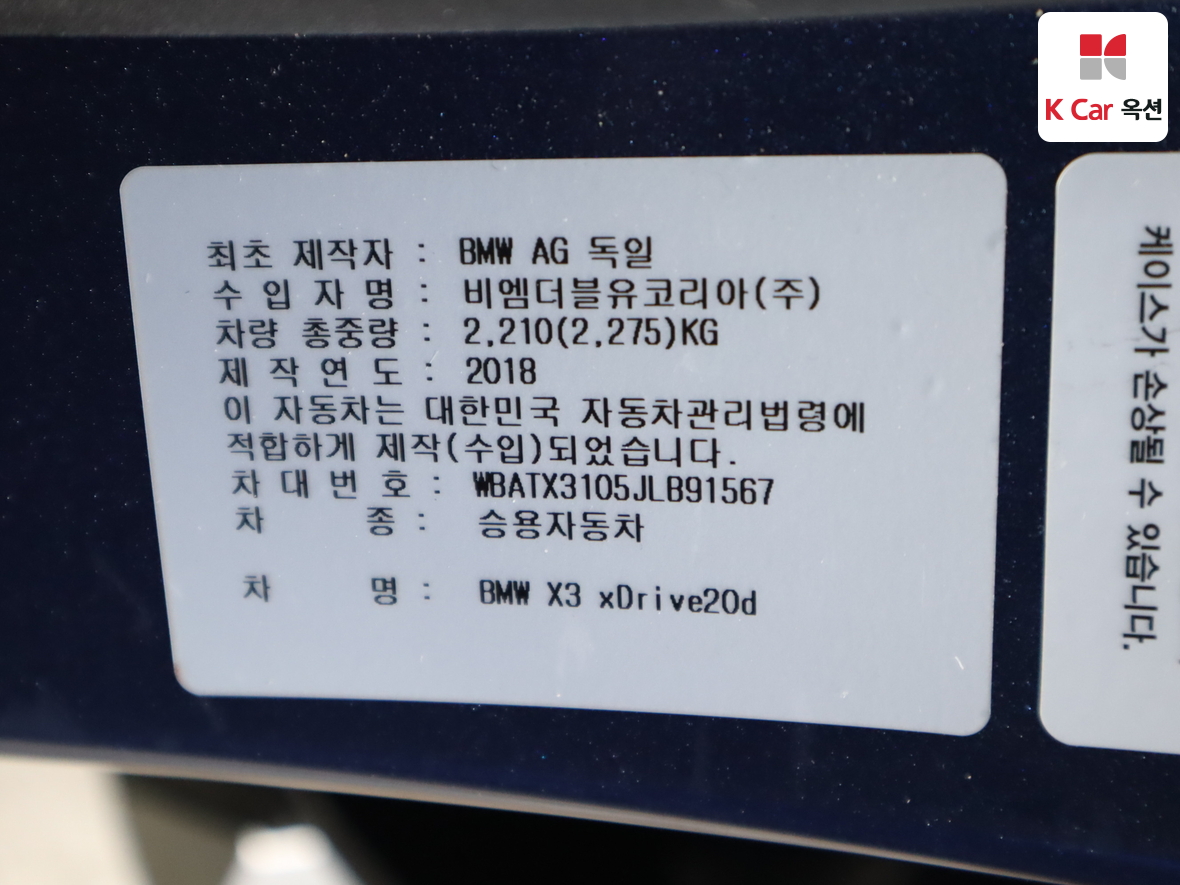 K Car 옥션
최초 제작자 : BMW AG 독일
수 입 자 명 : 비엠더블유코리아(주)
차량 총중량 : 2,210(2,275)KG
제 작 연 도 : 2018
이 자동차는 대한민국 자동차관리법령에
적합하게 제작(수입)되었습니다.
차 대 번 호 : WBATX3105JLB91567
차 종 : 승용자동차
차 명 : BMW X3 xDrive20d
케이스가 손상될 수 있습니다.